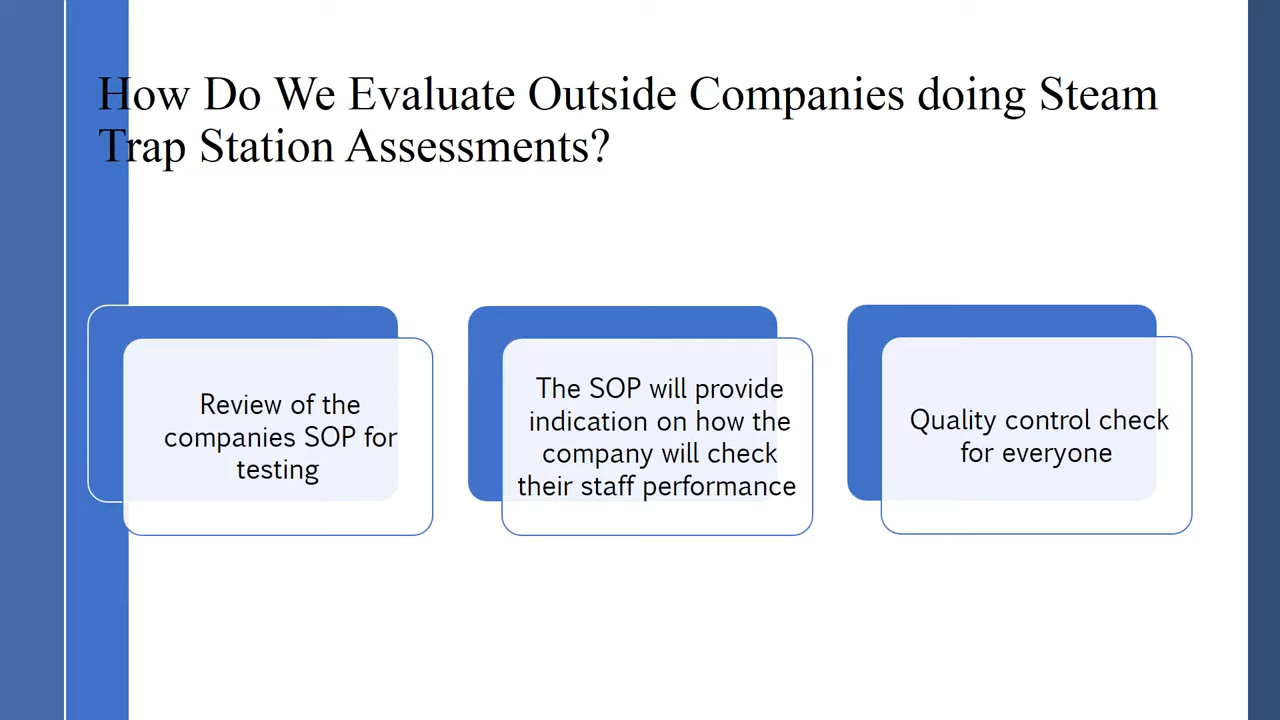 How Do We Evaluate Outside Companies doing Steam
Trap Station Assessments?
Review of the
companies SOP for
testing
The SOP will provide
indication on how the
company will check
their staff performance
Quality control check
for everyone